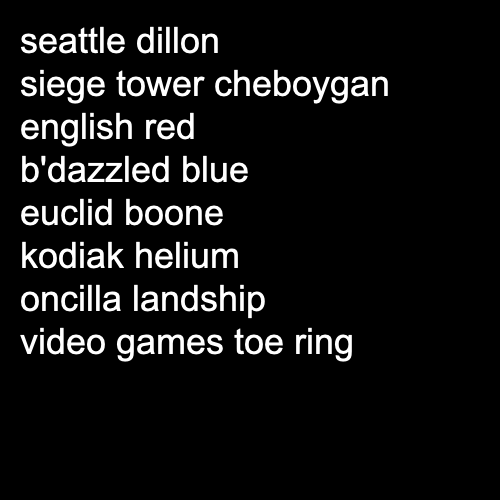 seattle dillon
siege tower cheboygan
english red
b'dazzled blue
euclid boone
kodiak helium
oncilla landship
video games toe ring